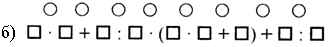 ○ ○ ○ ○ ○ ○ ○ ○
б) □ · □ + □ : □ · (□ · □ + □) + □ : □